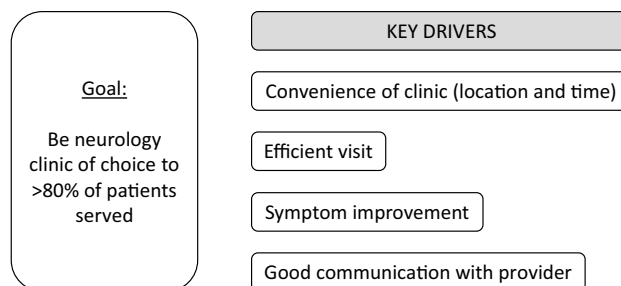 Goal:
Be neurology
clinic of choice to
>80% of patients
served
KEY DRIVERS
Convenience of clinic (location and time)
Efficient visit
Symptom improvement
Good communication with provider